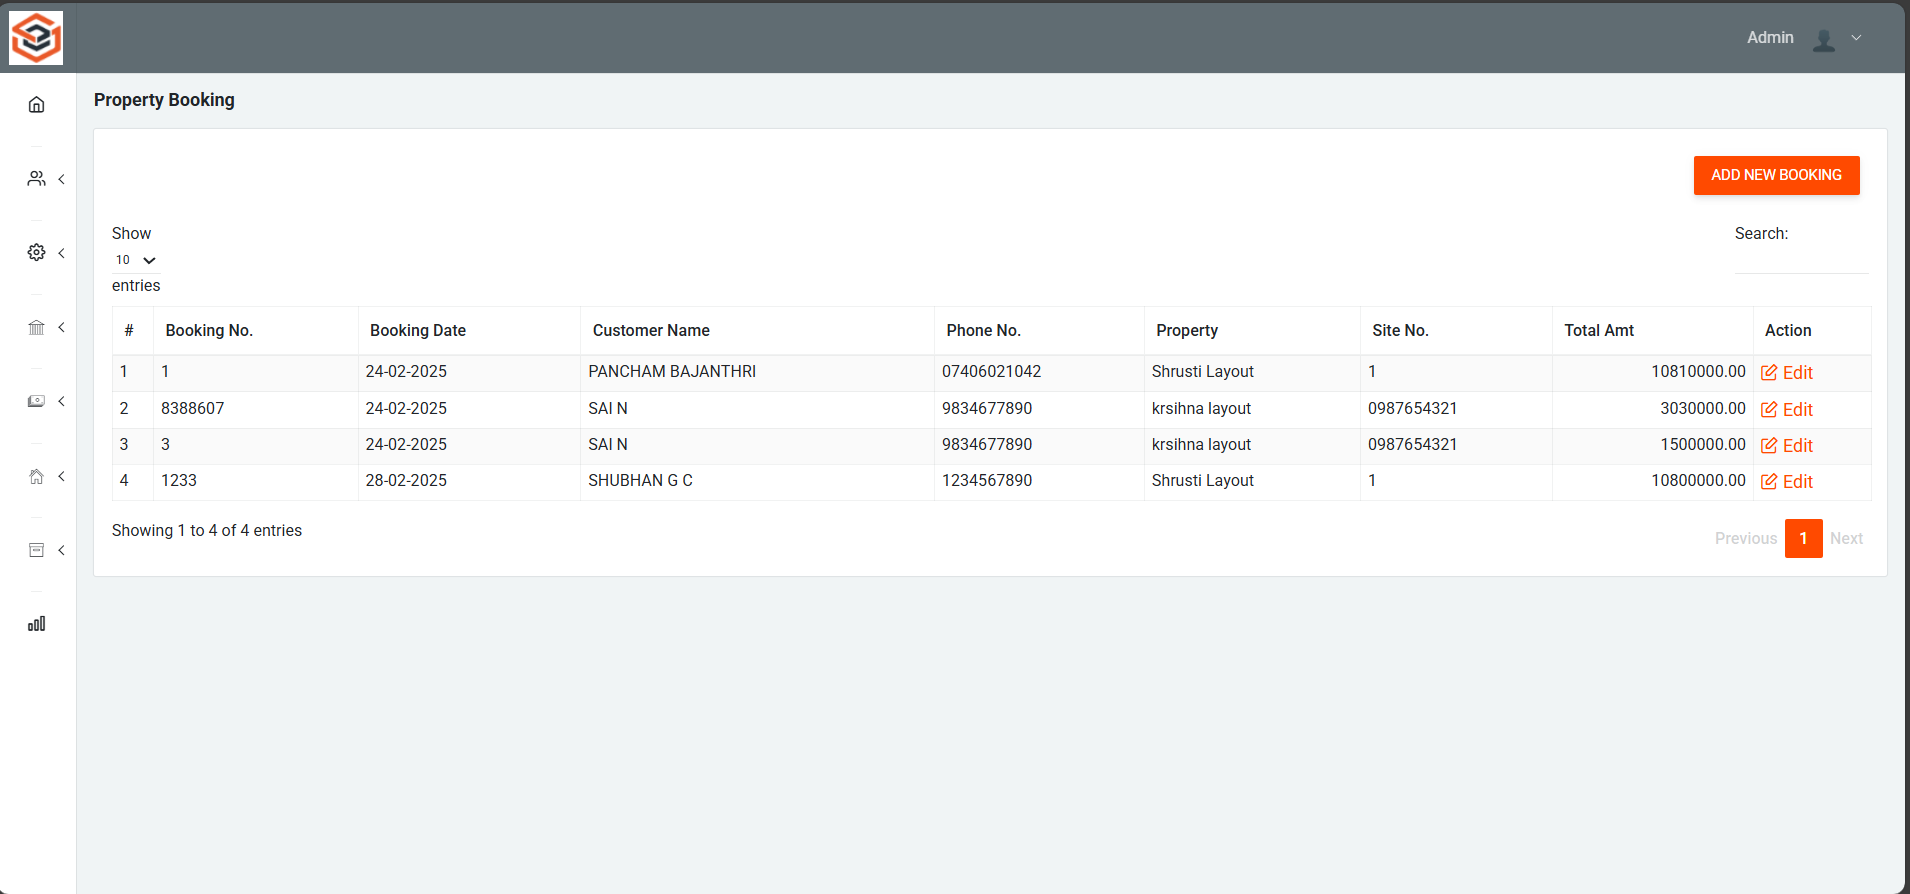 Admin
Property Booking
ADD NEW BOOKING
Show
Search:
10
entries
# Booking No. Booking Date Customer Name Phone No. Property Site No. Total Amt Action
1 1 24-02-2025 PANCHAM BAJANTHRI 07406021042 Shrusti Layout 1 10810000.00 Edit
2 8388607 24-02-2025 SAI N 9834677890 krsihna layout 0987654321 3030000.00 Edit
3 3 24-02-2025 SAI N 9834677890 krsihna layout 0987654321 1500000.00 Edit
4 1233 28-02-2025 SHUBHAN G C 1234567890 Shrusti Layout 1 10800000.00 Edit
Showing 1 to 4 of 4 entries
Previous 1 Next